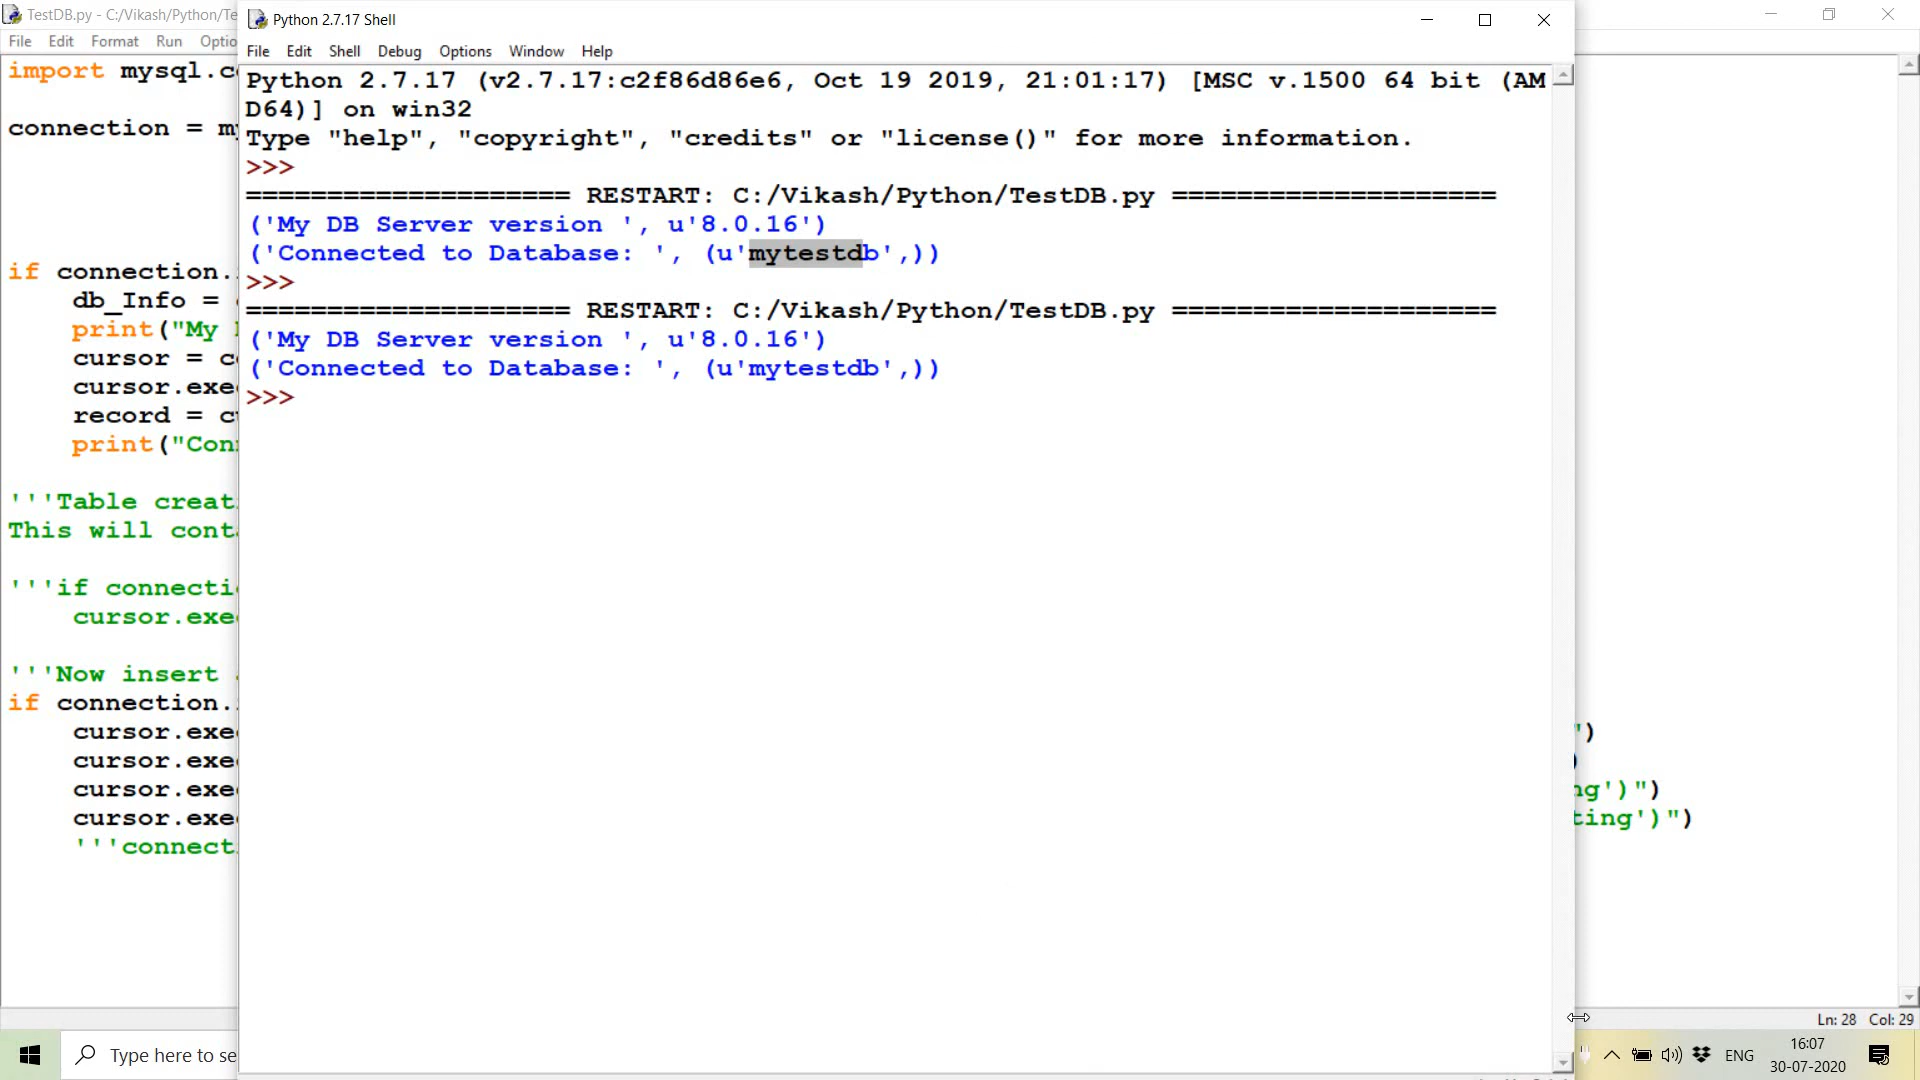 TestDB.py - C:/Vikash/Python/Te
File Edit Format Run Optio
import mysql.co
connection = my
if connection.
db_Info =
print("My
cursor = co
cursor.exe
record = c
print("Con
'''Table creat
This will cont
'''if connecti
cursor.exe
'''Now insert
if connection.
cursor.exe
cursor.exe
cursor.exe
cursor.exe
'''connect
Python 2.7.17 Shell
File Edit Shell Debug Options Window Help
Python 2.7.17 (v2.7.17:c2f86d86e6, Oct 19 2019, 21:01:17) [MSC v.1500 64 bit (AM
D64)] on win32
Type "help", "copyright", "credits" or "license()" for more information.
>>>
==================== RESTART: C:/Vikash/Python/TestDB.py ====================
('My DB Server version ', u'8.0.16')
('Connected to Database: ', (u'mytestdb',))
>>>
==================== RESTART: C:/Vikash/Python/TestDB.py ====================
('My DB Server version ', u'8.0.16')
('Connected to Database: ', (u'mytestdb',))
>>>
')
)
ng')")
ting')")
Ln: 28 Col: 29
Type here to se
ENG
16:07
30-07-2020